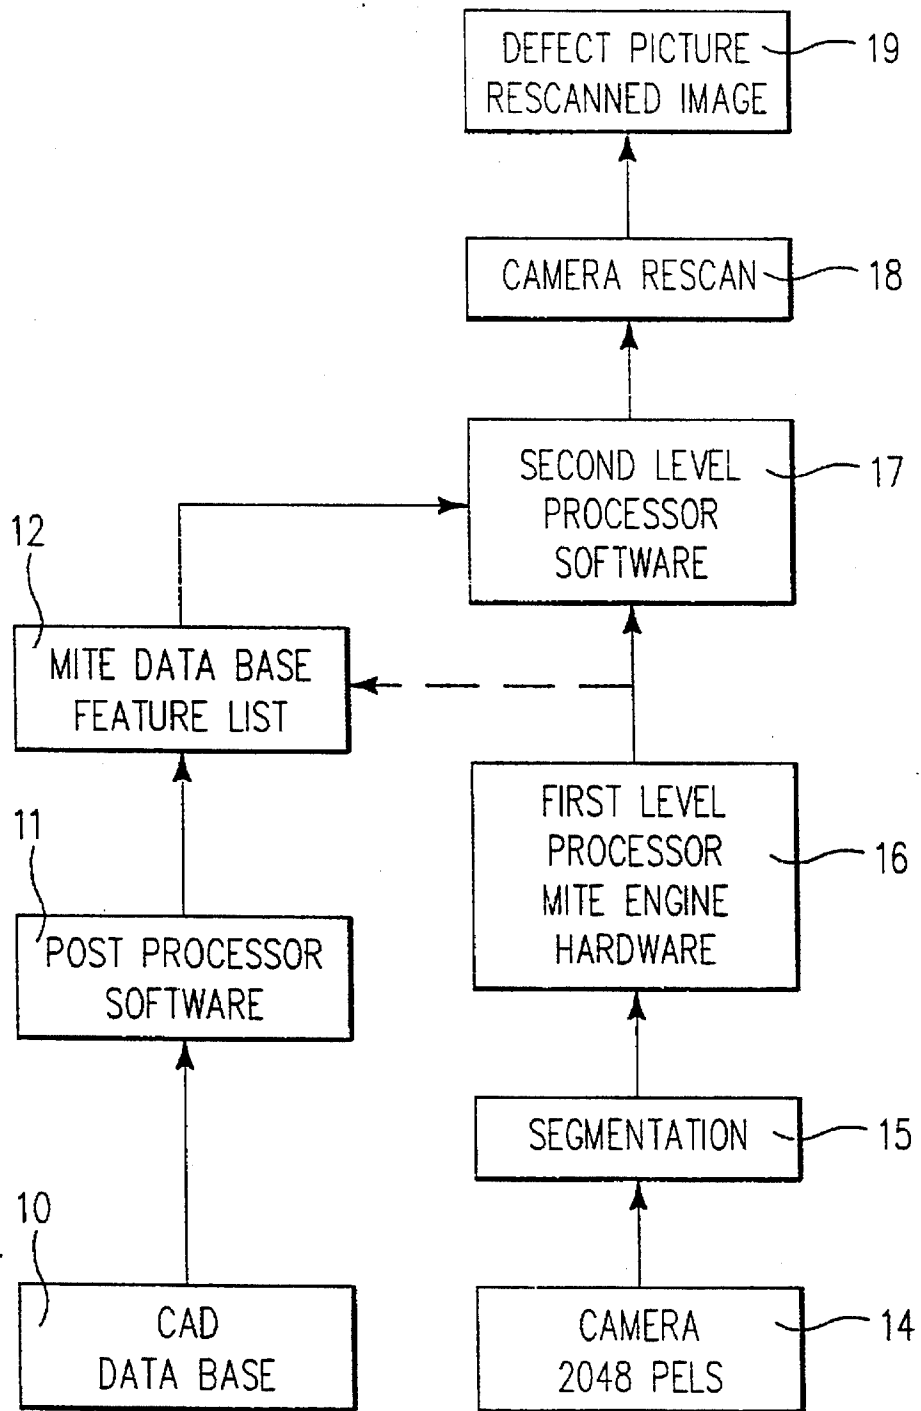 DEFECT PICTURE
RESCANNED IMAGE
19
CAMERA RESCAN
18
SECOND LEVEL
PROCESSOR
SOFTWARE
17
12
MITE DATA BASE
FEATURE LIST
FIRST LEVEL
PROCESSOR
MITE ENGINE
HARDWARE
16
11
POST PROCESSOR
SOFTWARE
SEGMENTATION
15
10
CAD
DATA BASE
CAMERA
2048 PELS
14